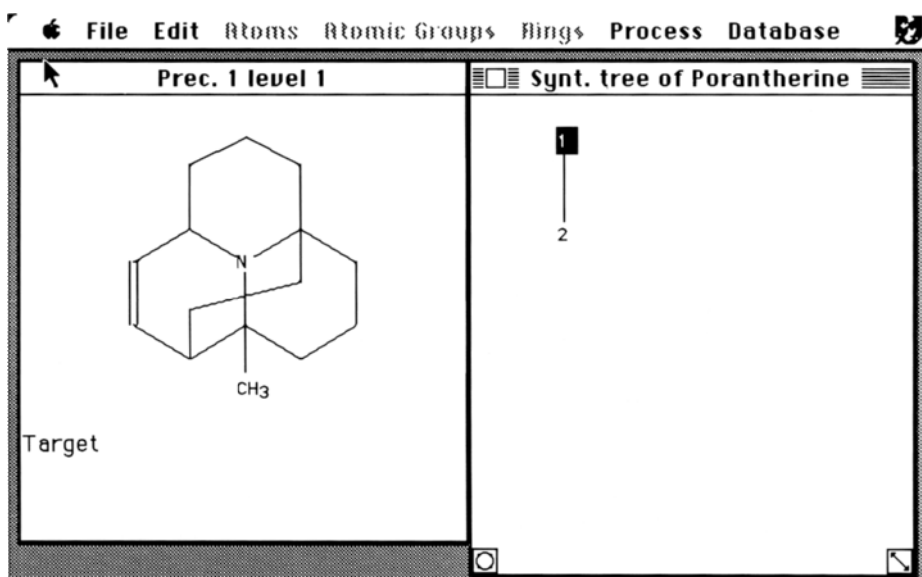 File Edit Atoms Atomic Groups Rings Process Database
Prec. 1 level 1
Synt. tree of Porantherine
1
2
N
CH3
Target